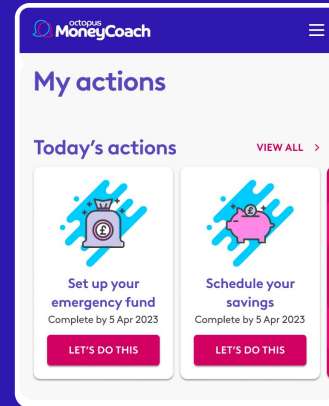 octopus
MoneyCoach
My actions
Today's actions
VIEW ALL >
£
£
Set up your
emergency fund
Complete by 5 Apr 2023
LET'S DO THIS
Schedule your
savings
Complete by 5 Apr 2023
LET'S DO THIS